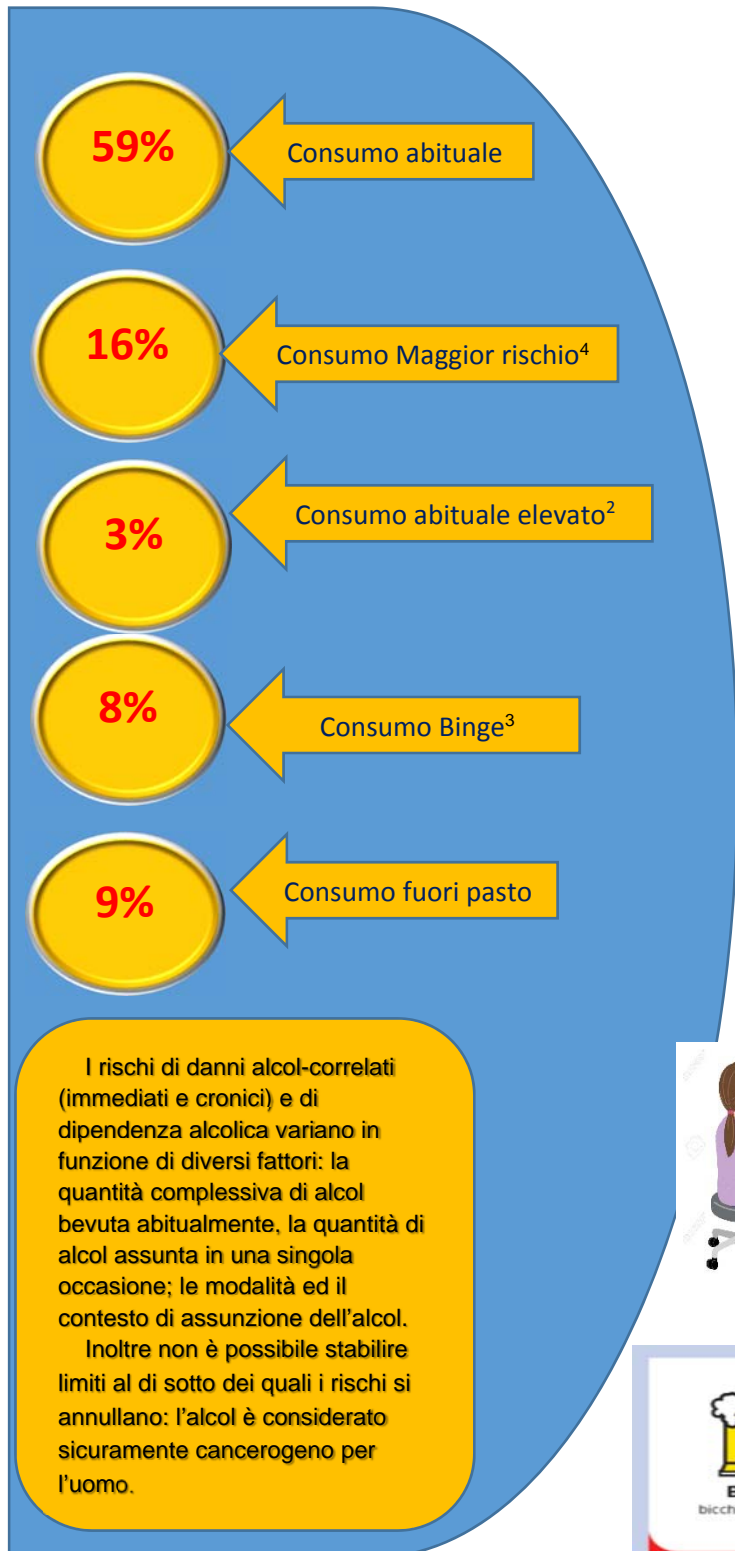 59%
Consumo abituale
16%
Consumo Maggior rischio⁴
3%
Consumo abituale elevato²
8%
Consumo Binge³
9%
Consumo fuori pasto
I rischi di danni alcol-correlati
(immediati e cronici) e di
dipendenza alcolica variano in
funzione di diversi fattori: la
quantità complessiva di alcol
bevuta abitualmente, la quantità di
alcol assunta in una singola
occasione; le modalità ed il
contesto di assunzione dell’alcol.
Inoltre non è possibile stabilire
limiti al di sotto dei quali i rischi si
annullano: l’alcol è considerato
sicuramente cancerogeno per
l’uomo.